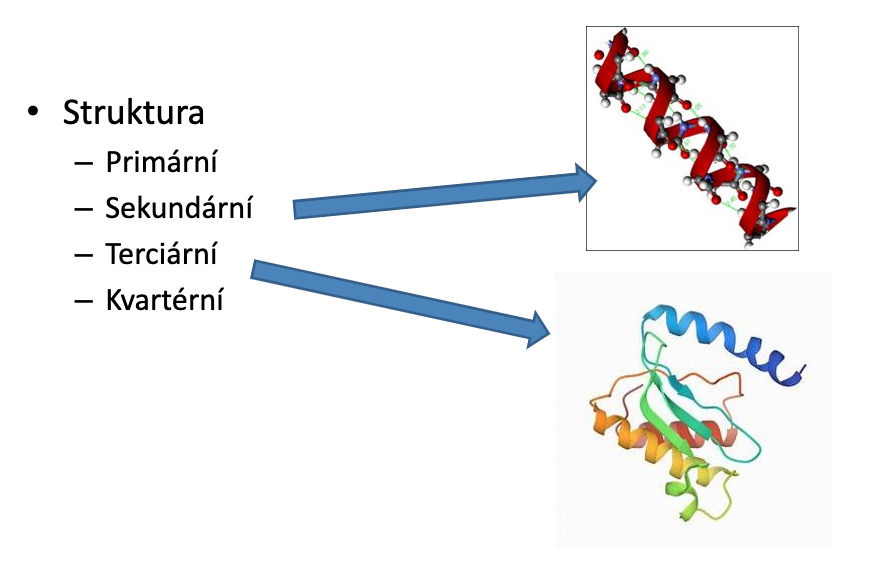 • Struktura
– Primární
– Sekundární
– Terciární
– Kvartérní